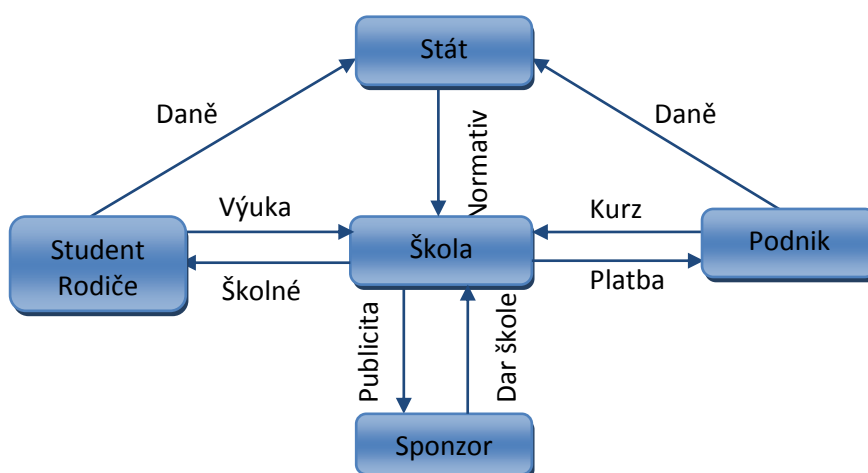 Stát
Daně
Daně
Normativ
Výuka
Kurz
Student
Rodiče
Škola
Podnik
Školné
Platba
Publicita
Dar škole
Sponzor